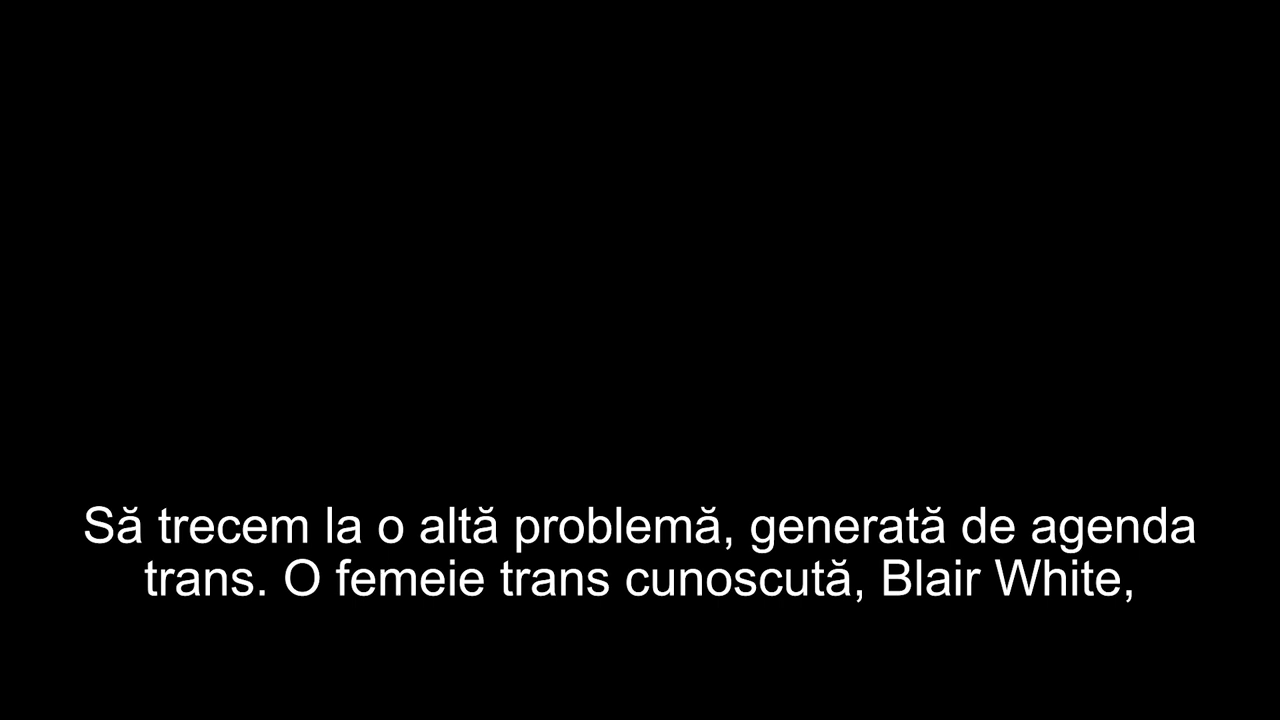 Să trecem la o altă problemă, generată de agenda
trans. O femeie trans cunoscută, Blair White,